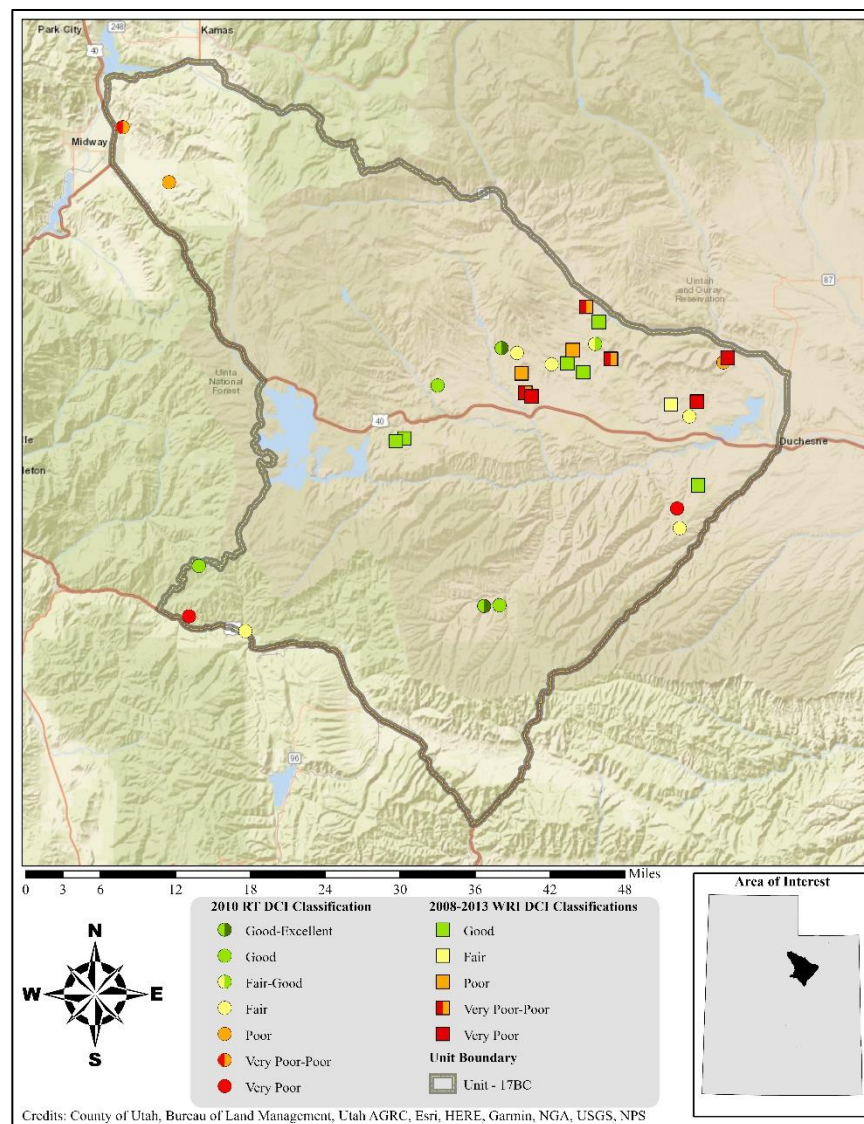 Park City
248
Kamas
40
Midway
Uintah
and Ouray
Reservation
87
Uinta
National
Forest
40
Duchesne
lle
leton
96
0 3 6 12 18 24 30 36 42 48
Miles
2010 RT DCI Classification
Good-Excellent
Good
Fair-Good
Fair
Poor
Very Poor-Poor
Very Poor
2008-2013 WRI DCI Classifications
Good
Fair
Poor
Very Poor-Poor
Very Poor
Unit Boundary
Unit - 17BC
N
W E
S
Area of Interest
Credits: County of Utah, Bureau of Land Management, Utah AGRC, Esri, HERE, Garmin, NGA, USGS, NPS